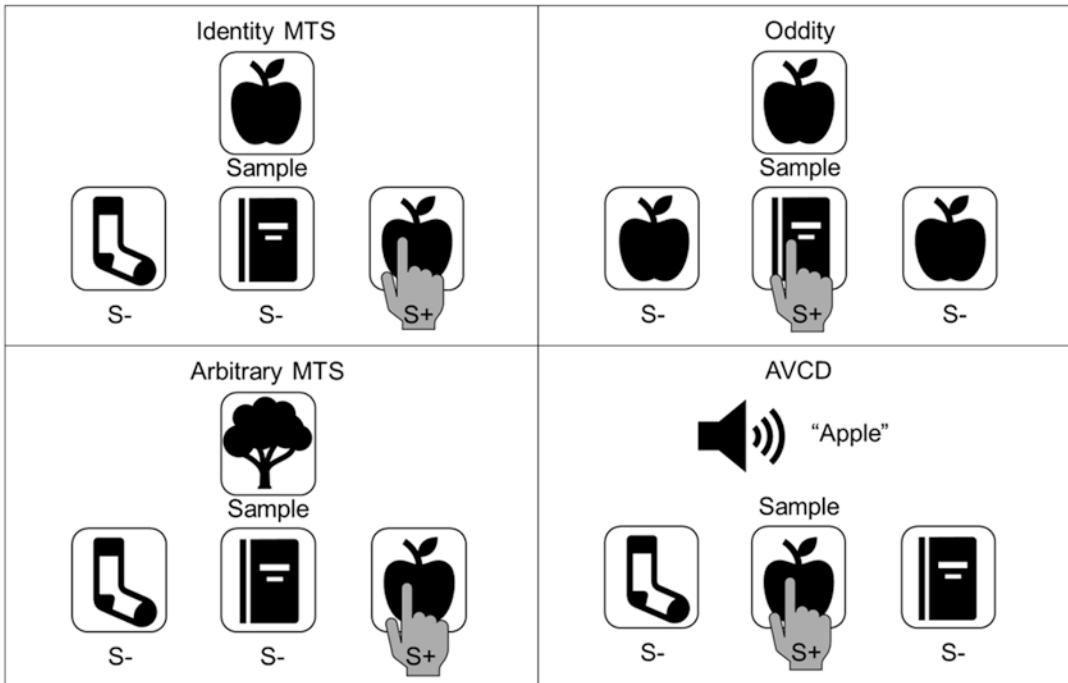 Identity MTS
Sample
S- S- S+
Oddity
Sample
S- S+ S-
Arbitrary MTS
Sample
S- S- S+
AVCD
“Apple”
Sample
S- S+ S-